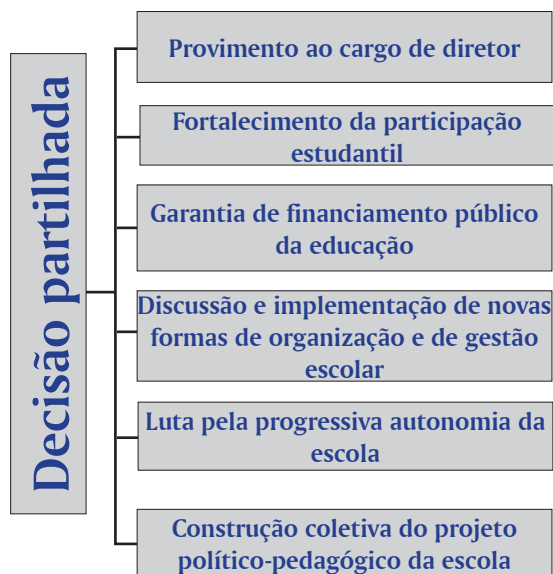 Decisão partilhada
Provimento ao cargo de diretor
Fortalecimento da participação
estudantil
Garantia de financiamento público
da educação
Discussão e implementação de novas
formas de organização e de gestão
escolar
Luta pela progressiva autonomia da
escola
Construção coletiva do projeto
político-pedagógico da escola